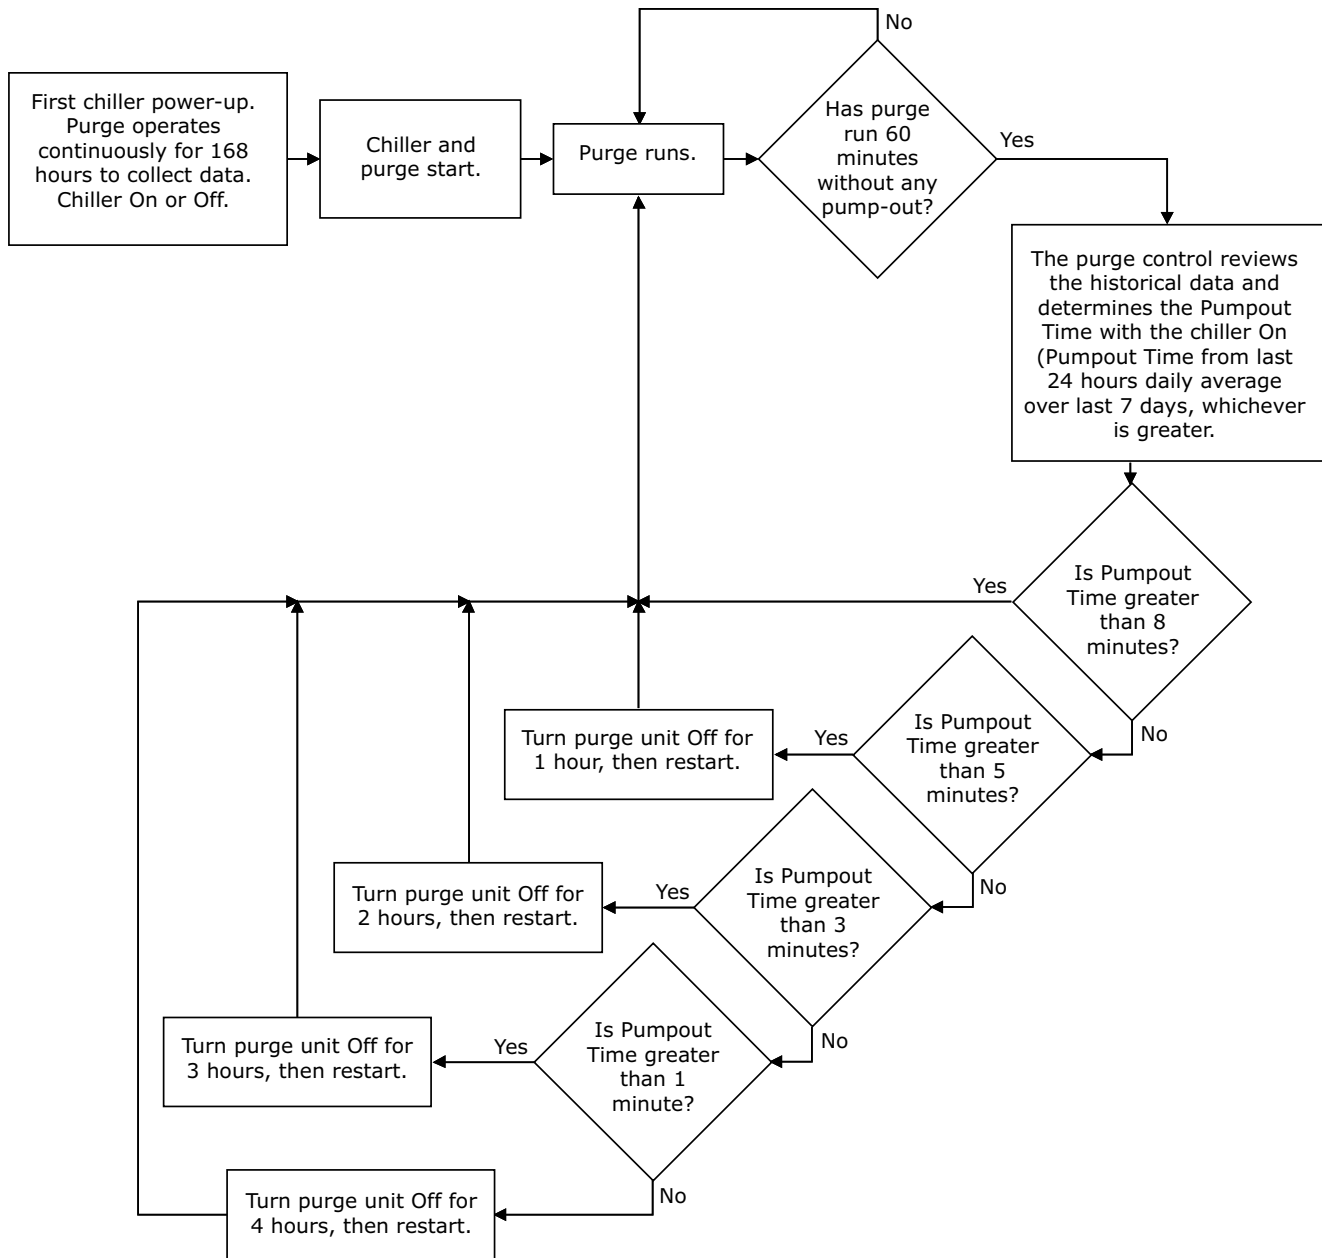 First chiller power-up.
Purge operates
continuously for 168
hours to collect data.
Chiller On or Off.
Chiller and
purge start.
Purge runs.
No
Has purge
run 60
minutes
without any
pump-out?
Yes
The purge control reviews
the historical data and
determines the Pumpout
Time with the chiller On
(Pumpout Time from last
24 hours daily average
over last 7 days, whichever
is greater.
Is Pumpout
Time greater
than 8
minutes?
Yes
No
Is Pumpout
Time greater
than 5
minutes?
Yes
Turn purge unit Off for
1 hour, then restart.
No
Is Pumpout
Time greater
than 3
minutes?
Yes
Turn purge unit Off for
2 hours, then restart.
No
Is Pumpout
Time greater
than 1
minute?
Yes
Turn purge unit Off for
3 hours, then restart.
No
Turn purge unit Off for
4 hours, then restart.